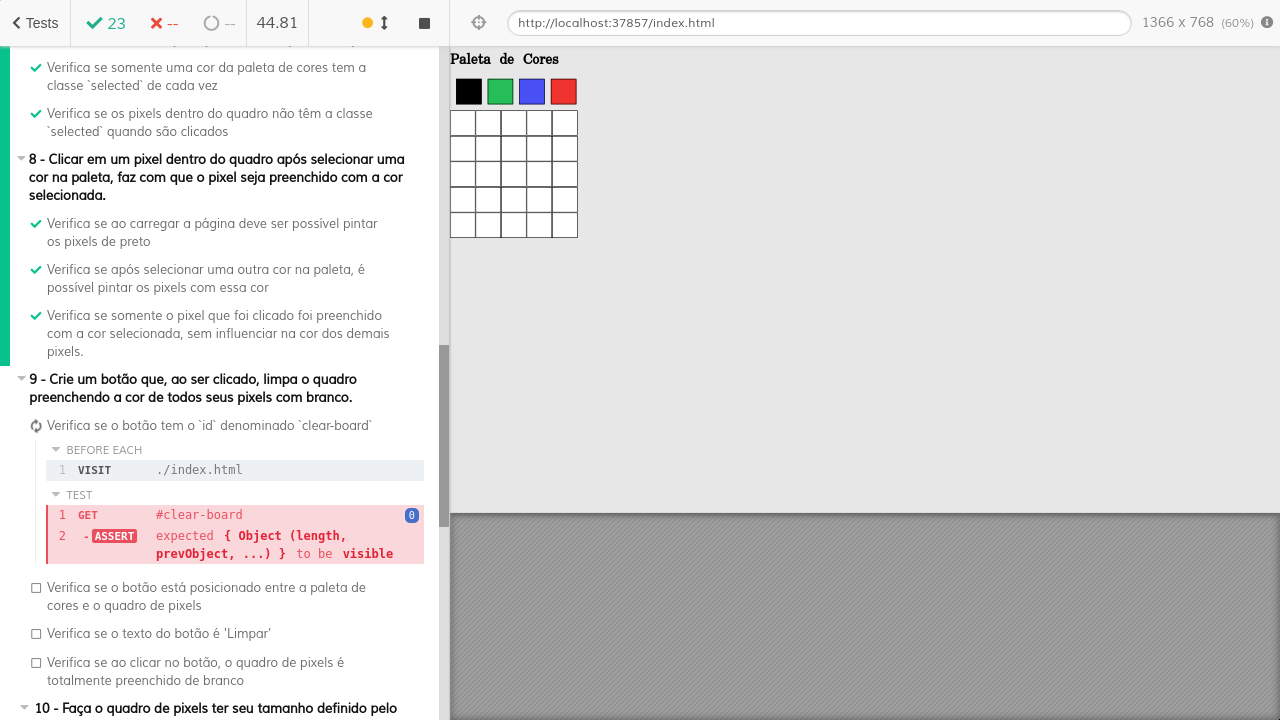 Tests
23
--
--
44.81
http://localhost:37857/index.html
1366 x 768 (60%)
Verifica se somente uma cor da paleta de cores tem a
classe `selected` de cada vez
Verifica se os pixels dentro do quadro não têm a classe
`selected` quando são clicados
8 - Clicar em um pixel dentro do quadro após selecionar uma
cor na paleta, faz com que o pixel seja preenchido com a cor
selecionada.
Verifica se ao carregar a página deve ser possível pintar
os pixels de preto
Verifica se após selecionar uma outra cor na paleta, é
possível pintar os pixels com essa cor
Verifica se somente o pixel que foi clicado foi preenchido
com a cor selecionada, sem influenciar na cor dos demais
pixels.
9 - Crie um botão que, ao ser clicado, limpa o quadro
preenchendo a cor de todos seus pixels com branco.
Verifica se o botão tem o `id` denominado `clear-board`
BEFORE EACH
1 VISIT ./index.html
TEST
1 GET #clear-board 0
2 -ASSERT expected { Object (length,
prevObject, ...) } to be visible
Verifica se o botão está posicionado entre a paleta de
cores e o quadro de pixels
Verifica se o texto do botão é 'Limpar'
Verifica se ao clicar no botão, o quadro de pixels é
totalmente preenchido de branco
10 - Faça o quadro de pixels ter seu tamanho definido pelo
Paleta de Cores